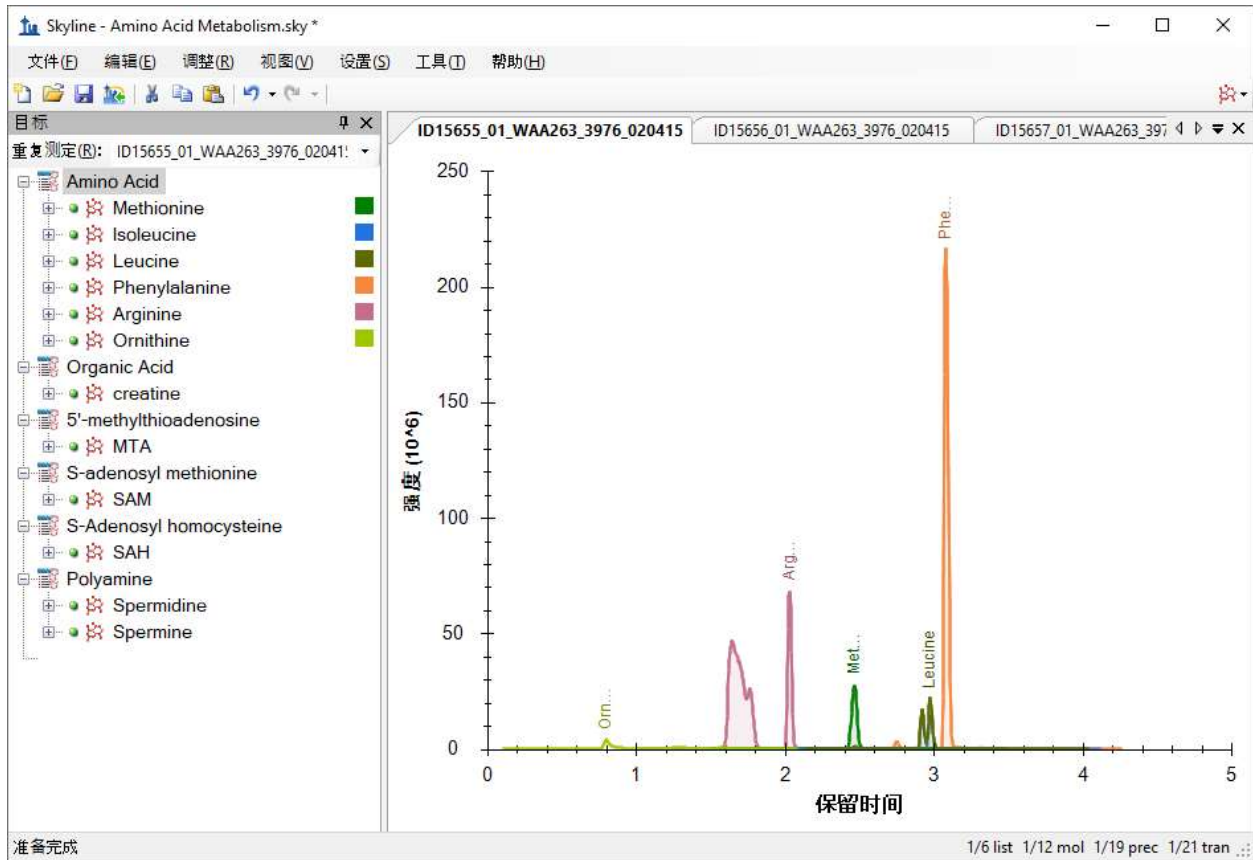 Skyline - Amino Acid Metabolism.sky *
文件(F) 编辑(E) 调整(R) 视图(V) 设置(S) 工具(T) 帮助(H)
目标
重复测定(R): ID15655_01_WAA263_3976_02041
Amino Acid
Methionine
Isoleucine
Leucine
Phenylalanine
Arginine
Ornithine
Organic Acid
creatine
5'-methylthioadenosine
MTA
S-adenosyl methionine
SAM
S-Adenosyl homocysteine
SAH
Polyamine
Spermidine
Spermine
ID15655_01_WAA263_3976_020415 ID15656_01_WAA263_3976_020415 ID15657_01_WAA263_397
250
200
150
100
50
0
强度 (10^6)
Orn...
Arg...
Met...
Leucine
Phe...
0 1 2 3 4 5
保留时间
准备完成 1/6 list 1/12 mol 1/19 prec 1/21 tran